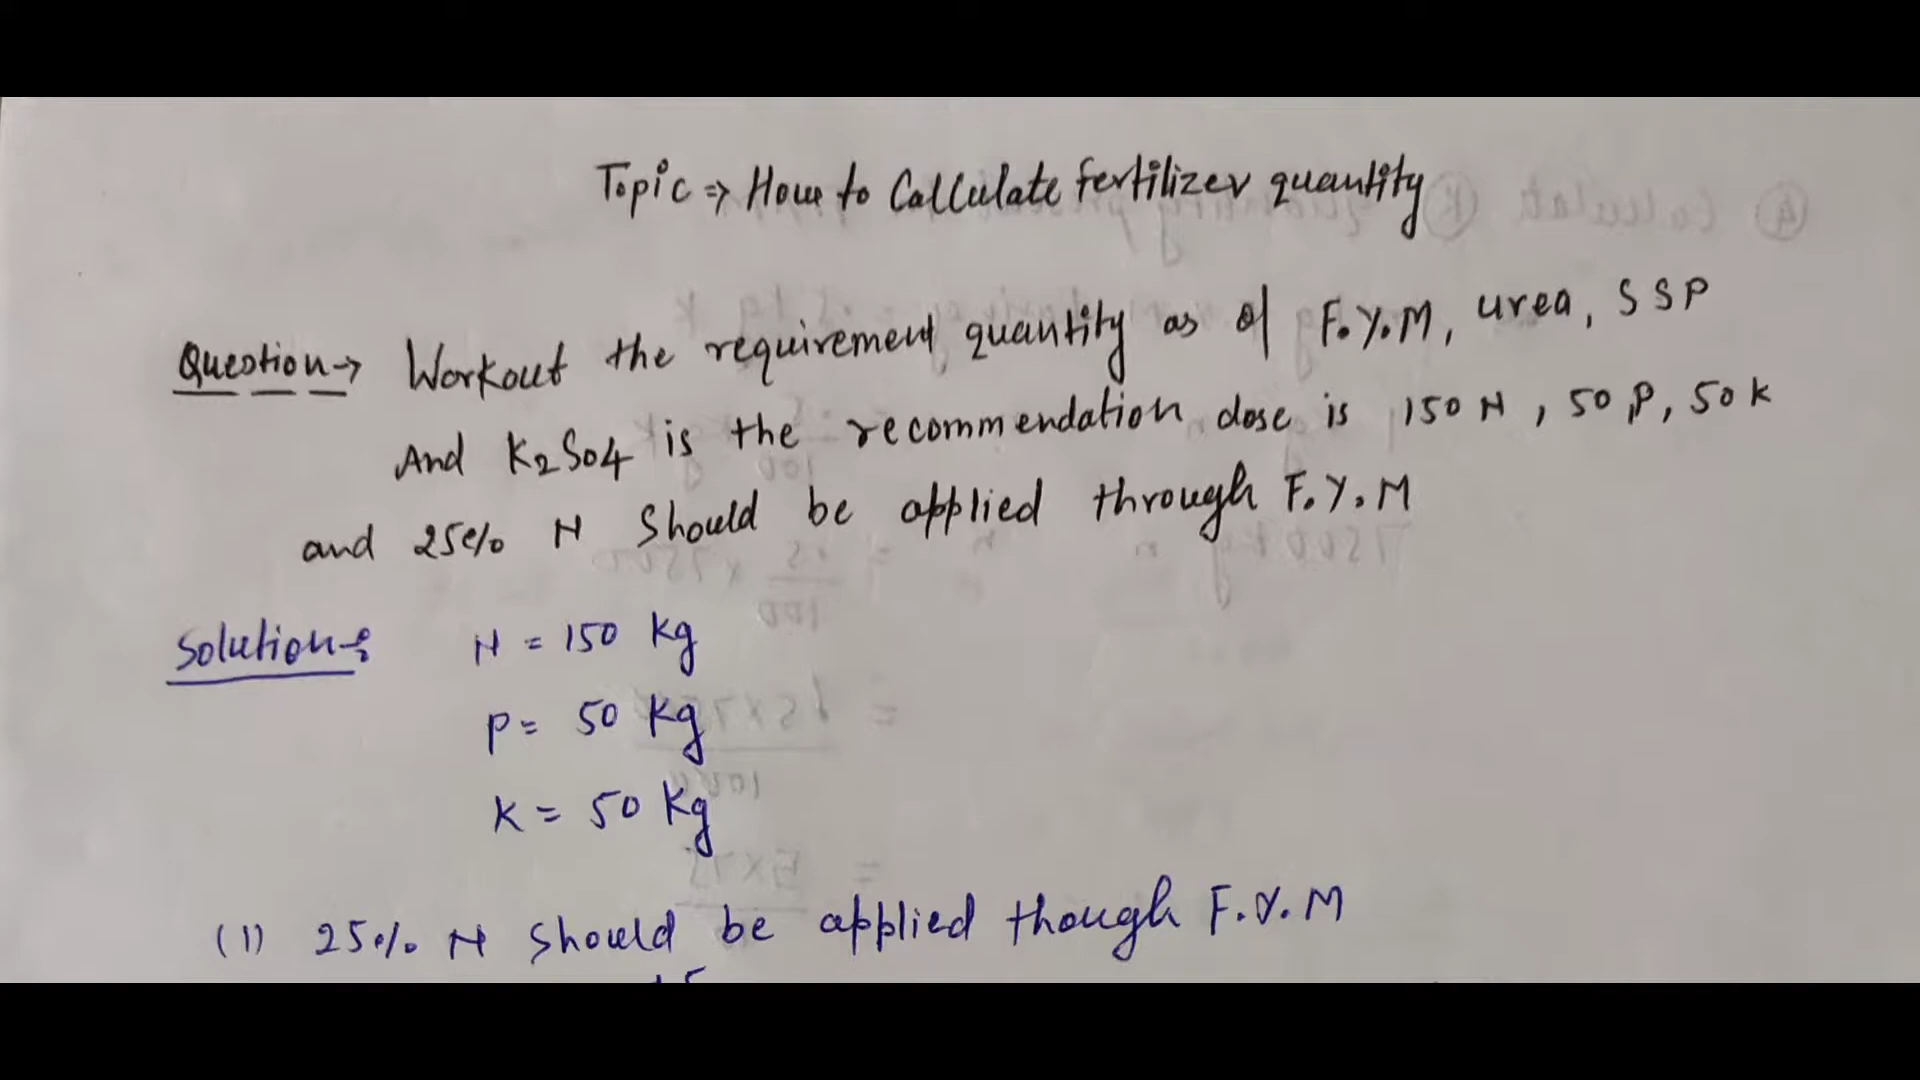 Topic ⇒ How to Calculate fertilizer quantity
Question → Workout the requirement quantity as of F.Y.M, urea, SSP
And K2So4 is the recommendation dose is 150 N, 50 P, 50 K
and 25% N Should be applied through F.Y.M
Solution :
N = 150 kg
P = 50 kg
K = 50 kg
(1) 25% N Should be applied though F.Y.M